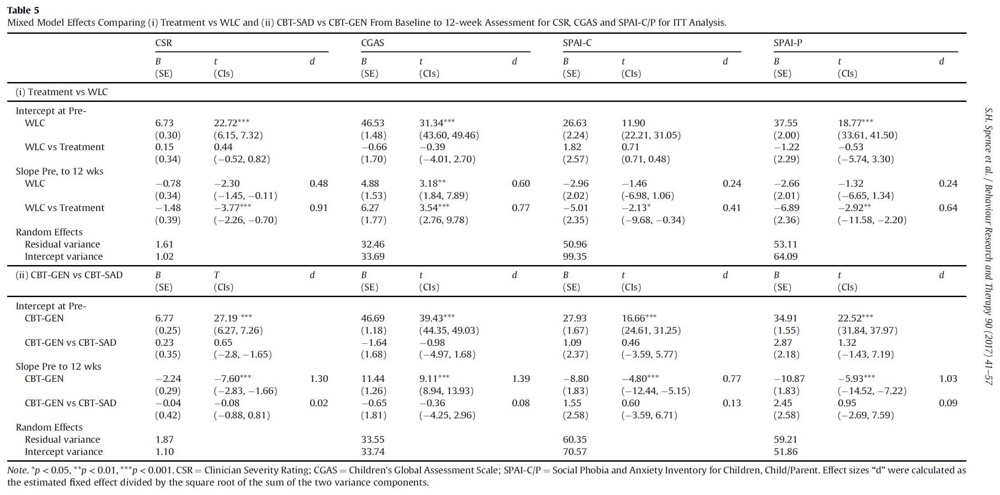 Table 5
Mixed Model Effects Comparing (i) Treatment vs WLC and (ii) CBT-SAD vs CBT-GEN From Baseline to 12-week Assessment for CSR, CGAS and SPAI-C/P for ITT Analysis.
CSR CGAS SPAI-C SPAI-P
B t d B t d B t d B t d
(SE) (CIs) (SE) (CIs) (SE) (CIs) (SE) (CIs)
(i) Treatment vs WLC
Intercept at Pre-
WLC 6.73 22.72*** 46.53 31.34*** 26.63 11.90 37.55 18.77***
(0.30) (6.15, 7.32) (1.48) (43.60, 49.46) (2.24) (22.21, 31.05) (2.00) (33.61, 41.50)
WLC vs Treatment 0.15 0.44 −0.66 −0.39 1.82 0.71 −1.22 −0.53
(0.34) (−0.52, 0.82) (1.70) (−4.01, 2.70) (2.57) (0.71, 0.48) (2.29) (−5.74, 3.30)
Slope Pre, to 12 wks
WLC −0.78 −2.30 0.48 4.88 3.18** 0.60 −2.96 −1.46 0.24 −2.66 −1.32 0.24
(0.34) (−1.45, −0.11) (1.53) (1.84, 7.89) (2.02) (-6.98, 1.06) (2.01) (−6.65, 1.34)
WLC vs Treatment −1.48 −3.77*** 0.91 6.27 3.54*** 0.77 −5.01 −2.13* 0.41 −6.89 −2.92** 0.64
(0.39) (−2.26, −0.70) (1.77) (2.76, 9.78) (2.35) (−9.68, −0.34) (2.36) (−11.58, −2.20)
Random Effects
Residual variance 1.61 32.46 50.96 53.11
Intercept variance 1.02 33.69 99.35 64.09
(ii) CBT-GEN vs CBT-SAD B T d B t d B t d B t d
(SE) (CIs) (SE) (CIs) (SE) (CIs) (SE) (CIs)
Intercept at Pre-
CBT-GEN 6.77 27.19 *** 46.69 39.43*** 27.93 16.66*** 34.91 22.52***
(0.25) (6.27, 7.26) (1.18) (44.35, 49.03) (1.67) (24.61, 31.25) (1.55) (31.84, 37.97)
CBT-GEN vs CBT-SAD 0.23 0.65 −1.64 −0.98 1.09 0.46 2.87 1.32
(0.35) (−2.8, −1.65) (1.68) (−4.97, 1.68) (2.37) (−3.59, 5.77) (2.18) (−1.43, 7.19)
Slope Pre to 12 wks
CBT-GEN −2.24 −7.60*** 1.30 11.44 9.11*** 1.39 −8.80 −4.80*** 0.77 −10.87 −5.93*** 1.03
(0.29) (−2.83, −1.66) (1.26) (8.94, 13.93) (1.83) (−12.44, −5.15) (1.83) (−14.52, −7.22)
CBT-GEN vs CBT-SAD −0.04 −0.08 0.02 −0.65 −0.36 0.08 1.55 0.60 0.13 2.45 0.95 0.09
(0.42) (−0.88, 0.81) (1.81) (−4.25, 2.96) (2.58) (−3.59, 6.71) (2.58) (−2.69, 7.59)
Random Effects
Residual variance 1.87 33.55 60.35 59.21
Intercept variance 1.10 33.74 70.57 51.86
Note. *p < 0.05, **p < 0.01, ***p < 0.001. CSR = Clinician Severity Rating; CGAS = Children's Global Assessment Scale; SPAI-C/P = Social Phobia and Anxiety Inventory for Children, Child/Parent. Effect sizes “d” were calculated as
the estimated fixed effect divided by the square root of the sum of the two variance components.
S.H. Spence et al. / Behaviour Research and Therapy 90 (2017) 41–57